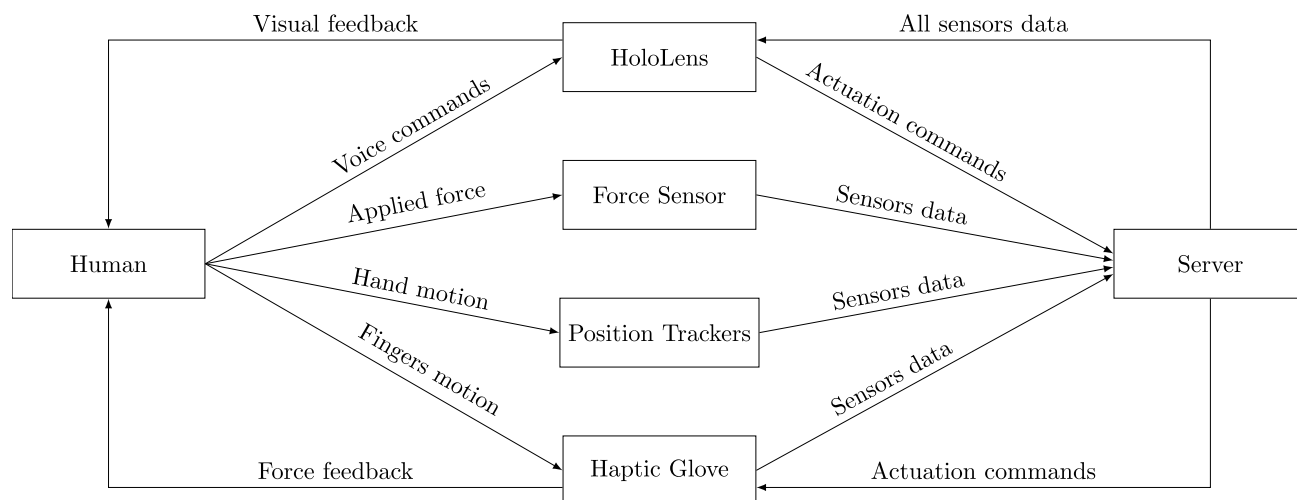 Visual feedback
All sensors data
HoloLens
Voice commands
Actuation commands
Applied force
Force Sensor
Sensors data
Human
Server
Hand motion
Position Trackers
Sensors data
Fingers motion
Sensors data
Haptic Glove
Force feedback
Actuation commands